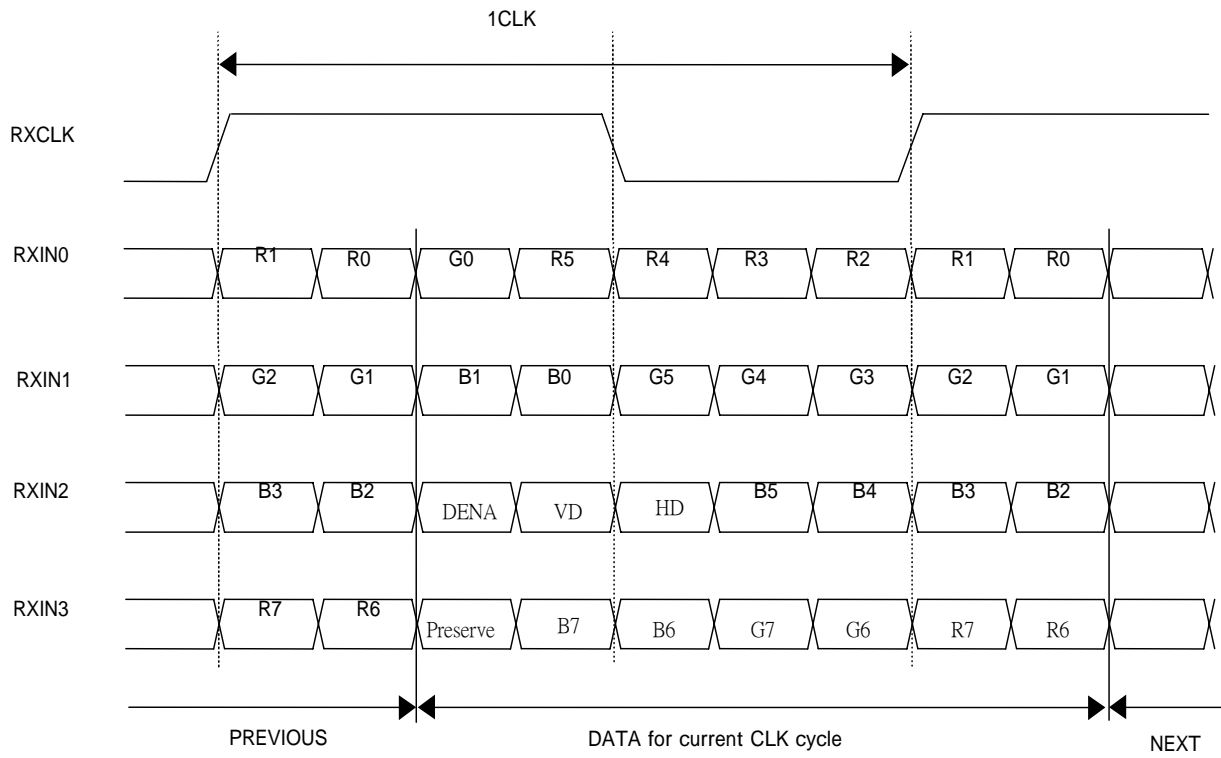 1CLK
RXCLK
RXIN0 R1 R0 G0 R5 R4 R3 R2 R1 R0
RXIN1 G2 G1 B1 B0 G5 G4 G3 G2 G1
RXIN2 B3 B2 DENA VD HD B5 B4 B3 B2
RXIN3 R7 R6 Preserve B7 B6 G7 G6 R7 R6
PREVIOUS DATA for current CLK cycle NEXT